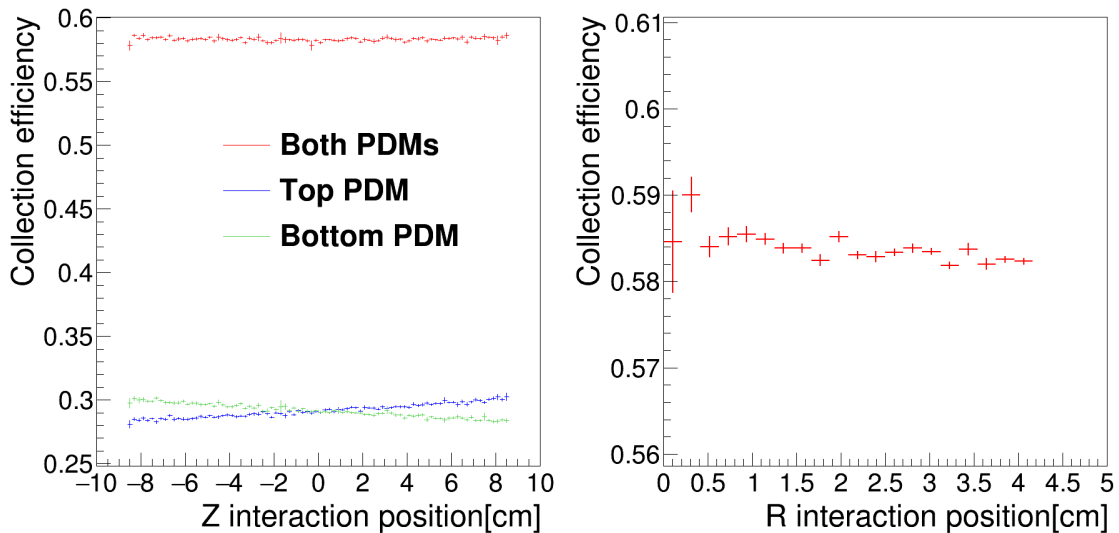 Collection efficiency
0.6
0.55
0.5
0.45
0.4
0.35
0.3
0.25
Both PDMs
Top PDM
Bottom PDM
−10 −8 −6 −4 −2 0 2 4 6 8 10
Z interaction position[cm]
Collection efficiency
0.61
0.6
0.59
0.58
0.57
0.56
0 0.5 1 1.5 2 2.5 3 3.5 4 4.5 5
R interaction position[cm]